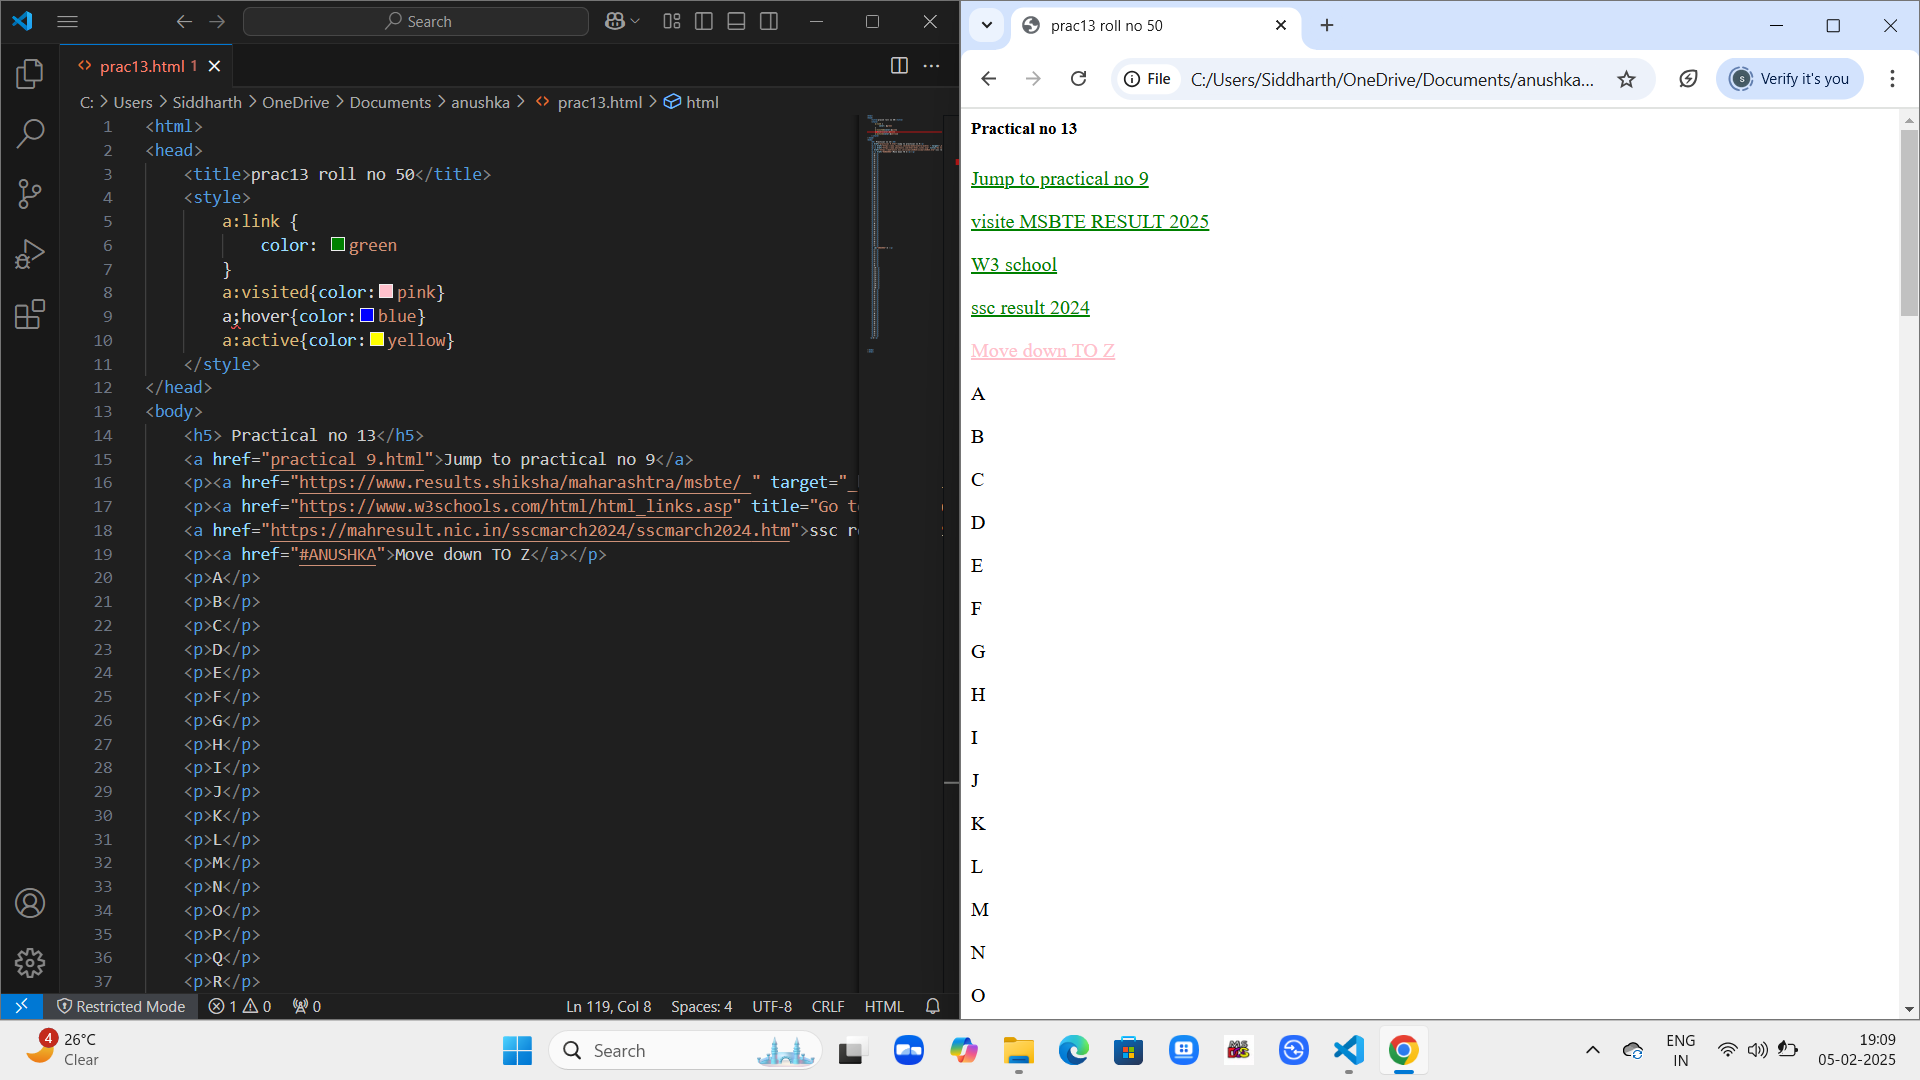 Search
prac13.html 1
C: > Users > Siddharth > OneDrive > Documents > anushka > prac13.html > html
1 <html>
2 <head>
3 <title>prac13 roll no 50</title>
4 <style>
5 a:link {
6 color: green
7 }
8 a:visited{color:pink}
9 a;hover{color:blue}
10 a:active{color:yellow}
11 </style>
12 </head>
13 <body>
14 <h5> Practical no 13</h5>
15 <a href="practical 9.html">Jump to practical no 9</a>
16 <p><a href="https://www.results.shiksha/maharashtra/msbte/ " target="_
17 <p><a href="https://www.w3schools.com/html/html_links.asp" title="Go t
18 <a href="https://mahresult.nic.in/sscmarch2024/sscmarch2024.htm">ssc r
19 <p><a href="#ANUSHKA">Move down TO Z</a></p>
20 <p>A</p>
21 <p>B</p>
22 <p>C</p>
23 <p>D</p>
24 <p>E</p>
25 <p>F</p>
26 <p>G</p>
27 <p>H</p>
28 <p>I</p>
29 <p>J</p>
30 <p>K</p>
31 <p>L</p>
32 <p>M</p>
33 <p>N</p>
34 <p>O</p>
35 <p>P</p>
36 <p>Q</p>
37 <p>R</p>
Restricted Mode 1 0 0 Ln 119, Col 8 Spaces: 4 UTF-8 CRLF HTML
prac13 roll no 50
File C:/Users/Siddharth/OneDrive/Documents/anushka... S Verify it's you
Practical no 13
Jump to practical no 9
visite MSBTE RESULT 2025
W3 school
ssc result 2024
Move down TO Z
A
B
C
D
E
F
G
H
I
J
K
L
M
N
O
4 26°C
Clear
Search
ENG
IN
19:09
05-02-2025